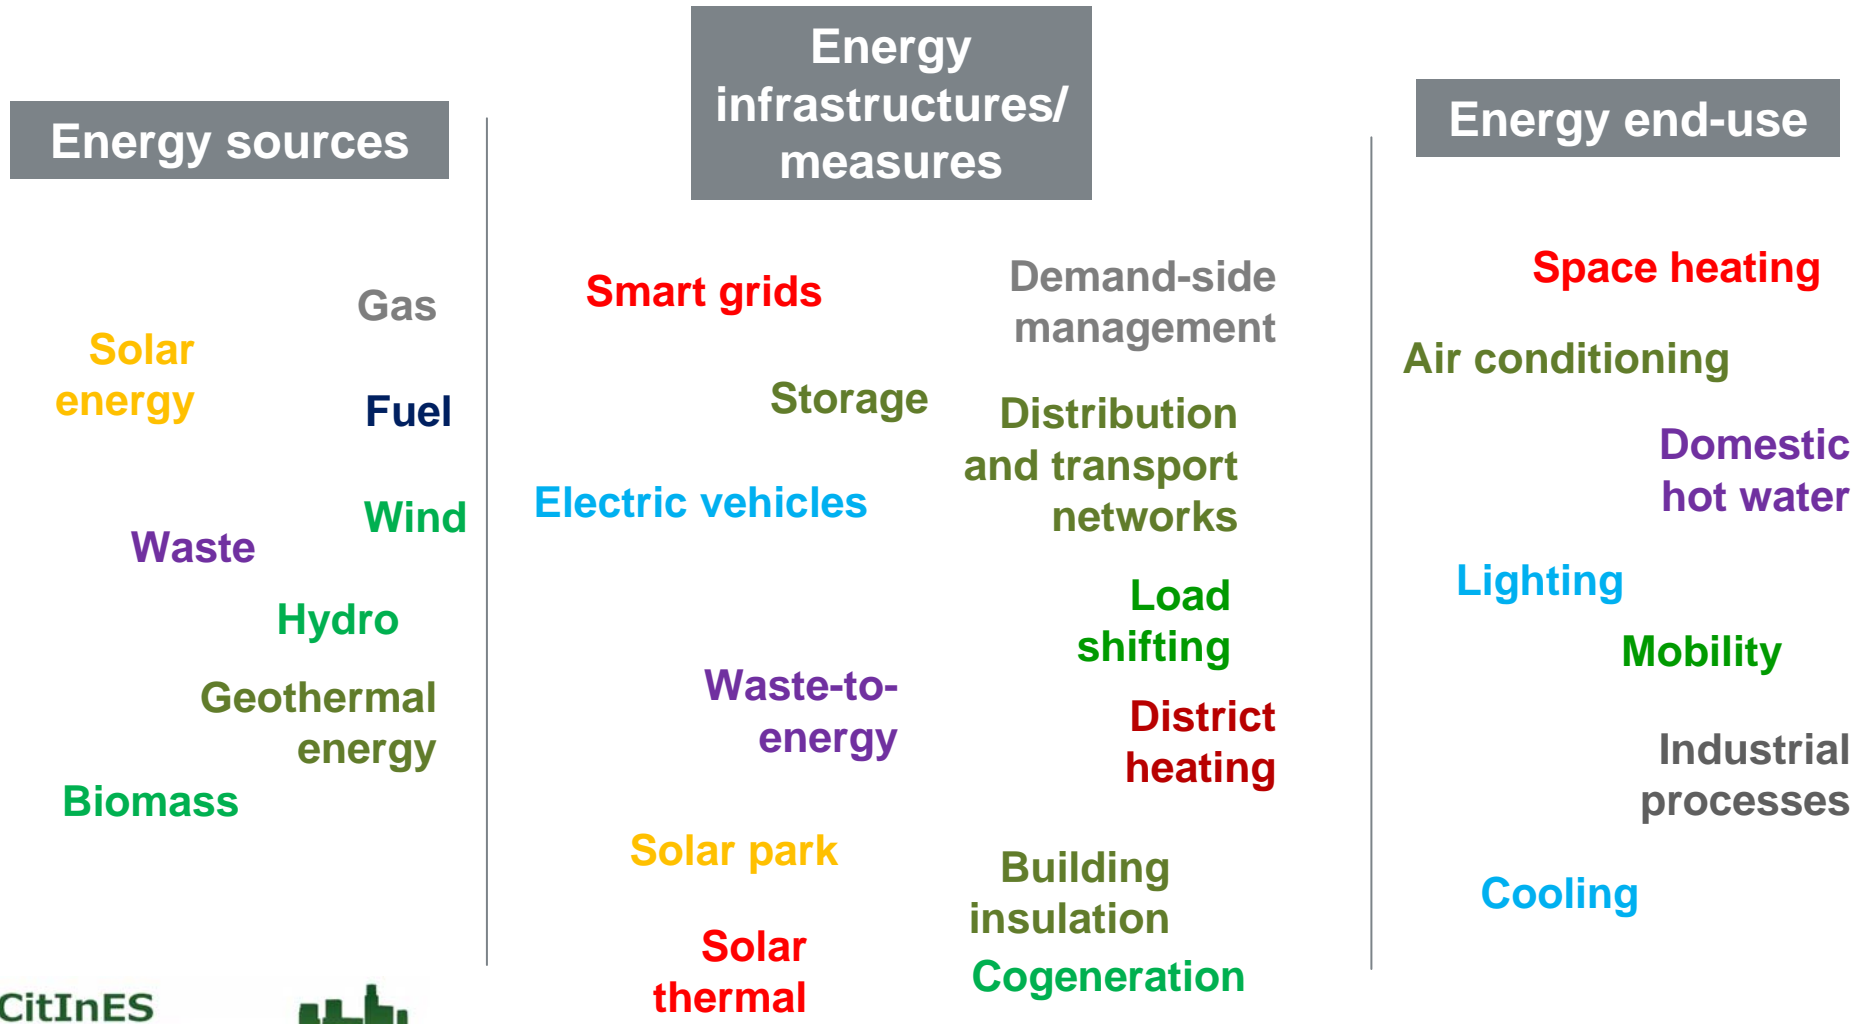 Energy sources
Gas
Solar
energy
Fuel
Wind
Waste
Hydro
Geothermal
energy
Biomass
CitInES
Energy
infrastructures/
measures
Smart grids
Demand-side
management
Storage
Distribution
and transport
networks
Electric vehicles
Load
shifting
Waste-to-
energy
District
heating
Solar park
Building
insulation
Solar
thermal
Cogeneration
Energy end-use
Space heating
Air conditioning
Domestic
hot water
Lighting
Mobility
Industrial
processes
Cooling